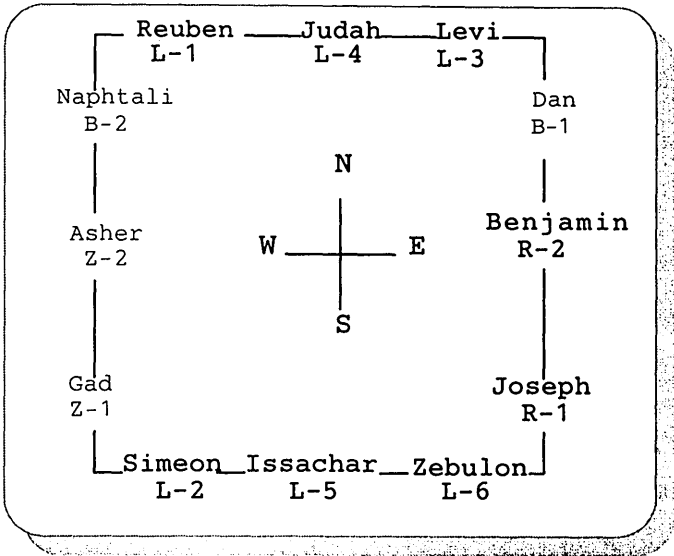 Reuben Judah Levi
L-1 L-4 L-3
Naphtali Dan
B-2 B-1
N
Benjamin
Asher R-2
Z-2
W E
S
Gad Joseph
Z-1 R-1
Simeon Issachar Zebulon
L-2 L-5 L-6